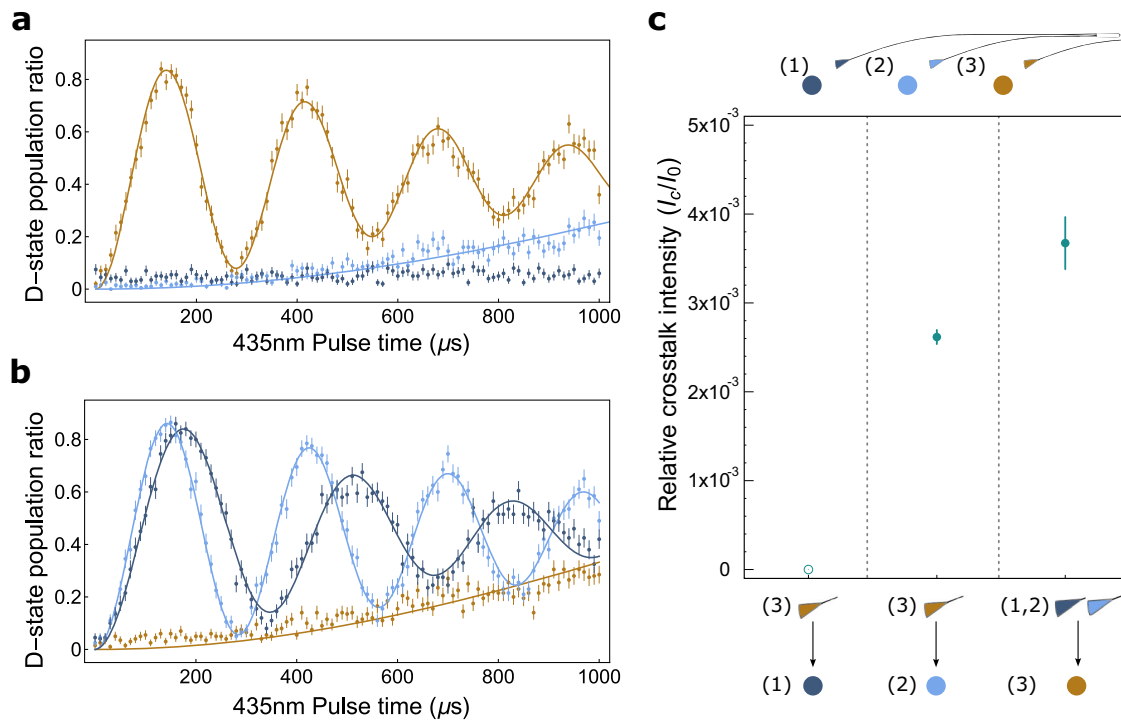 a
D−state population ratio
0.8
0.6
0.4
0.2
0
200
400
600
800
1000
435nm Pulse time (μs)
b
D−state population ratio
0.8
0.6
0.4
0.2
0
200
400
600
800
1000
435nm Pulse time (μs)
c
(1)
(2)
(3)
Relative crosstalk intensity (I_c/I_0)
5x10⁻³
4x10⁻³
3x10⁻³
2x10⁻³
1x10⁻³
0
(3)
(3)
(1,2)
(1)
(2)
(3)